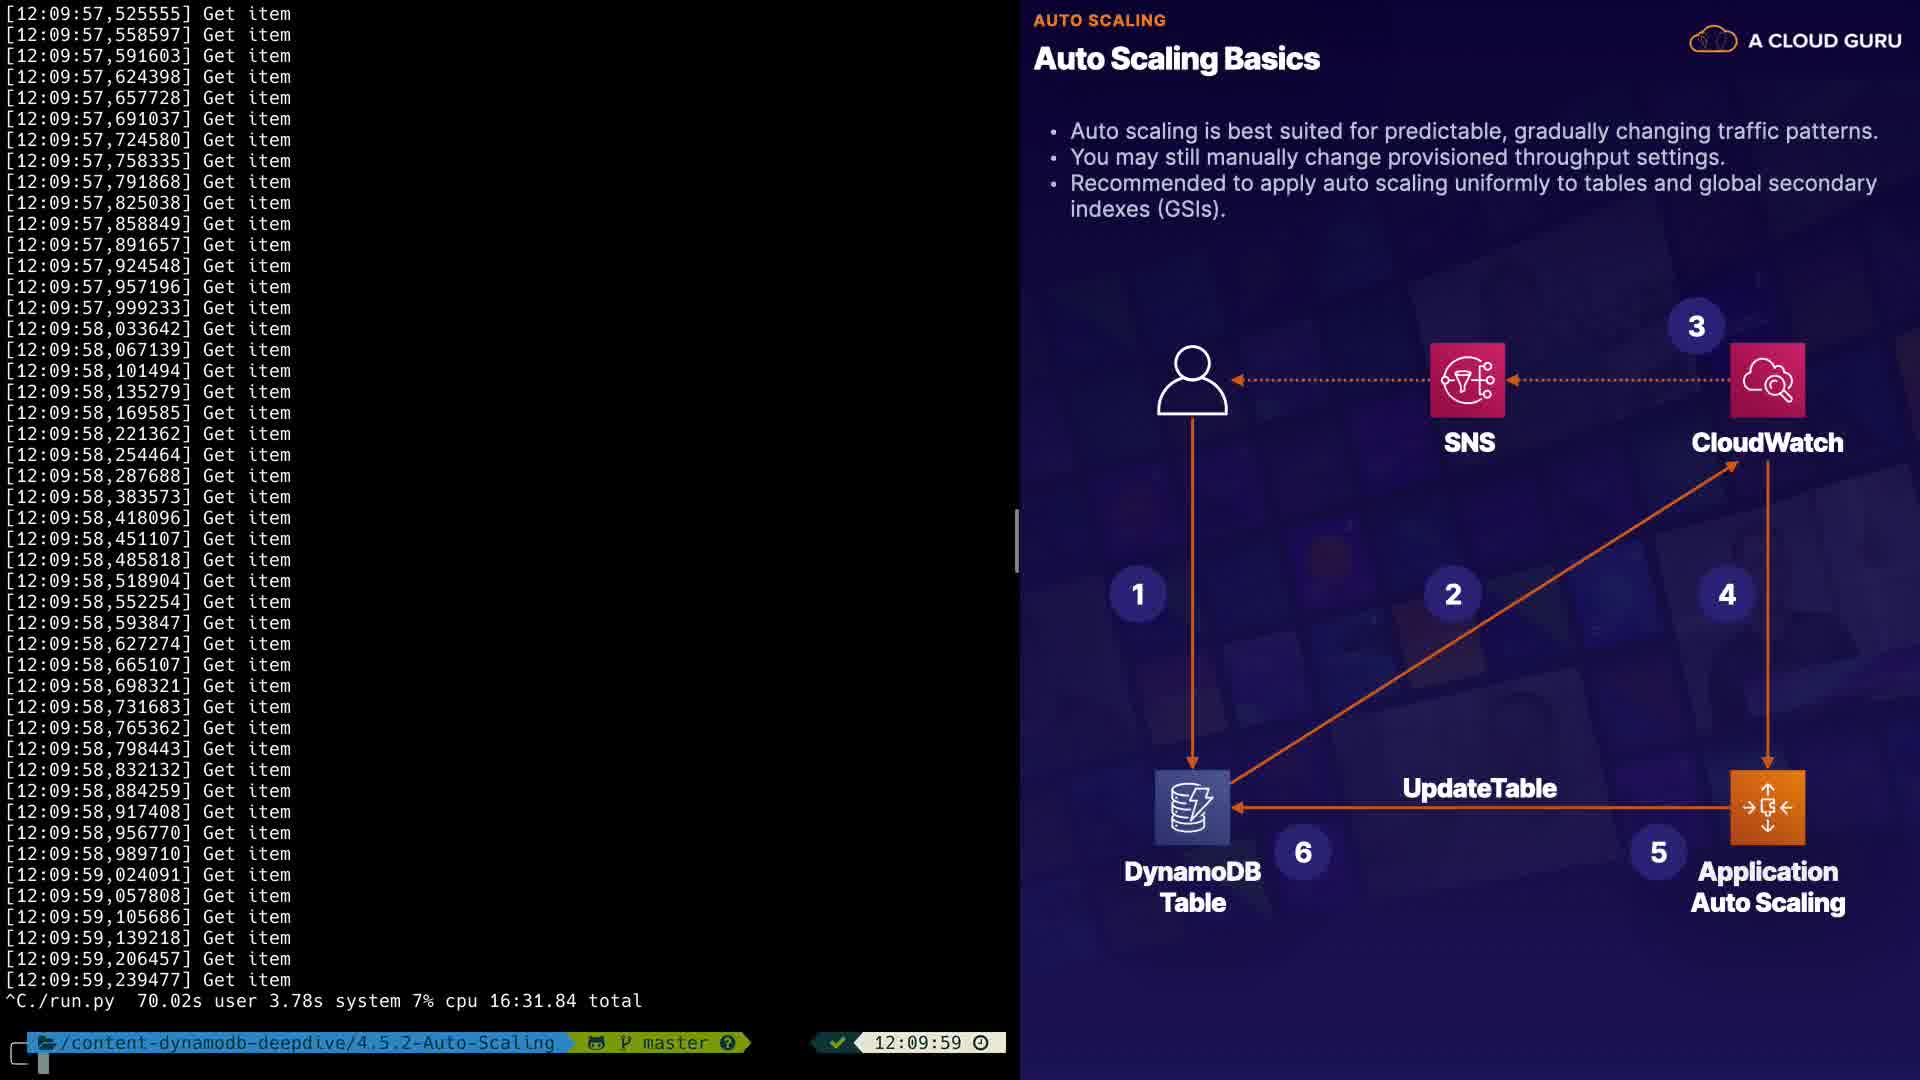 [12:09:57,525555] Get item
[12:09:57,558597] Get item
[12:09:57,591603] Get item
[12:09:57,624398] Get item
[12:09:57,657728] Get item
[12:09:57,691037] Get item
[12:09:57,724580] Get item
[12:09:57,758335] Get item
[12:09:57,791868] Get item
[12:09:57,825038] Get item
[12:09:57,858849] Get item
[12:09:57,891657] Get item
[12:09:57,924548] Get item
[12:09:57,957196] Get item
[12:09:57,999233] Get item
[12:09:58,033642] Get item
[12:09:58,067139] Get item
[12:09:58,101494] Get item
[12:09:58,135279] Get item
[12:09:58,169585] Get item
[12:09:58,221362] Get item
[12:09:58,254464] Get item
[12:09:58,287688] Get item
[12:09:58,383573] Get item
[12:09:58,418096] Get item
[12:09:58,451107] Get item
[12:09:58,485818] Get item
[12:09:58,518904] Get item
[12:09:58,552254] Get item
[12:09:58,593847] Get item
[12:09:58,627274] Get item
[12:09:58,665107] Get item
[12:09:58,698321] Get item
[12:09:58,731683] Get item
[12:09:58,765362] Get item
[12:09:58,798443] Get item
[12:09:58,832132] Get item
[12:09:58,884259] Get item
[12:09:58,917408] Get item
[12:09:58,956770] Get item
[12:09:58,989710] Get item
[12:09:59,024091] Get item
[12:09:59,057808] Get item
[12:09:59,105686] Get item
[12:09:59,139218] Get item
[12:09:59,206457] Get item
[12:09:59,239477] Get item
^C./run.py  70.02s user 3.78s system 7% cpu 16:31.84 total
/content-dynamodb-deepdive/4.5.2-Auto-Scaling master ? ✓ 12:09:59
AUTO SCALING
Auto Scaling Basics
A CLOUD GURU
• Auto scaling is best suited for predictable, gradually changing traffic patterns.
• You may still manually change provisioned throughput settings.
• Recommended to apply auto scaling uniformly to tables and global secondary
indexes (GSIs).
3
SNS
CloudWatch
1
2
4
UpdateTable
6
5
DynamoDB
Table
Application
Auto Scaling